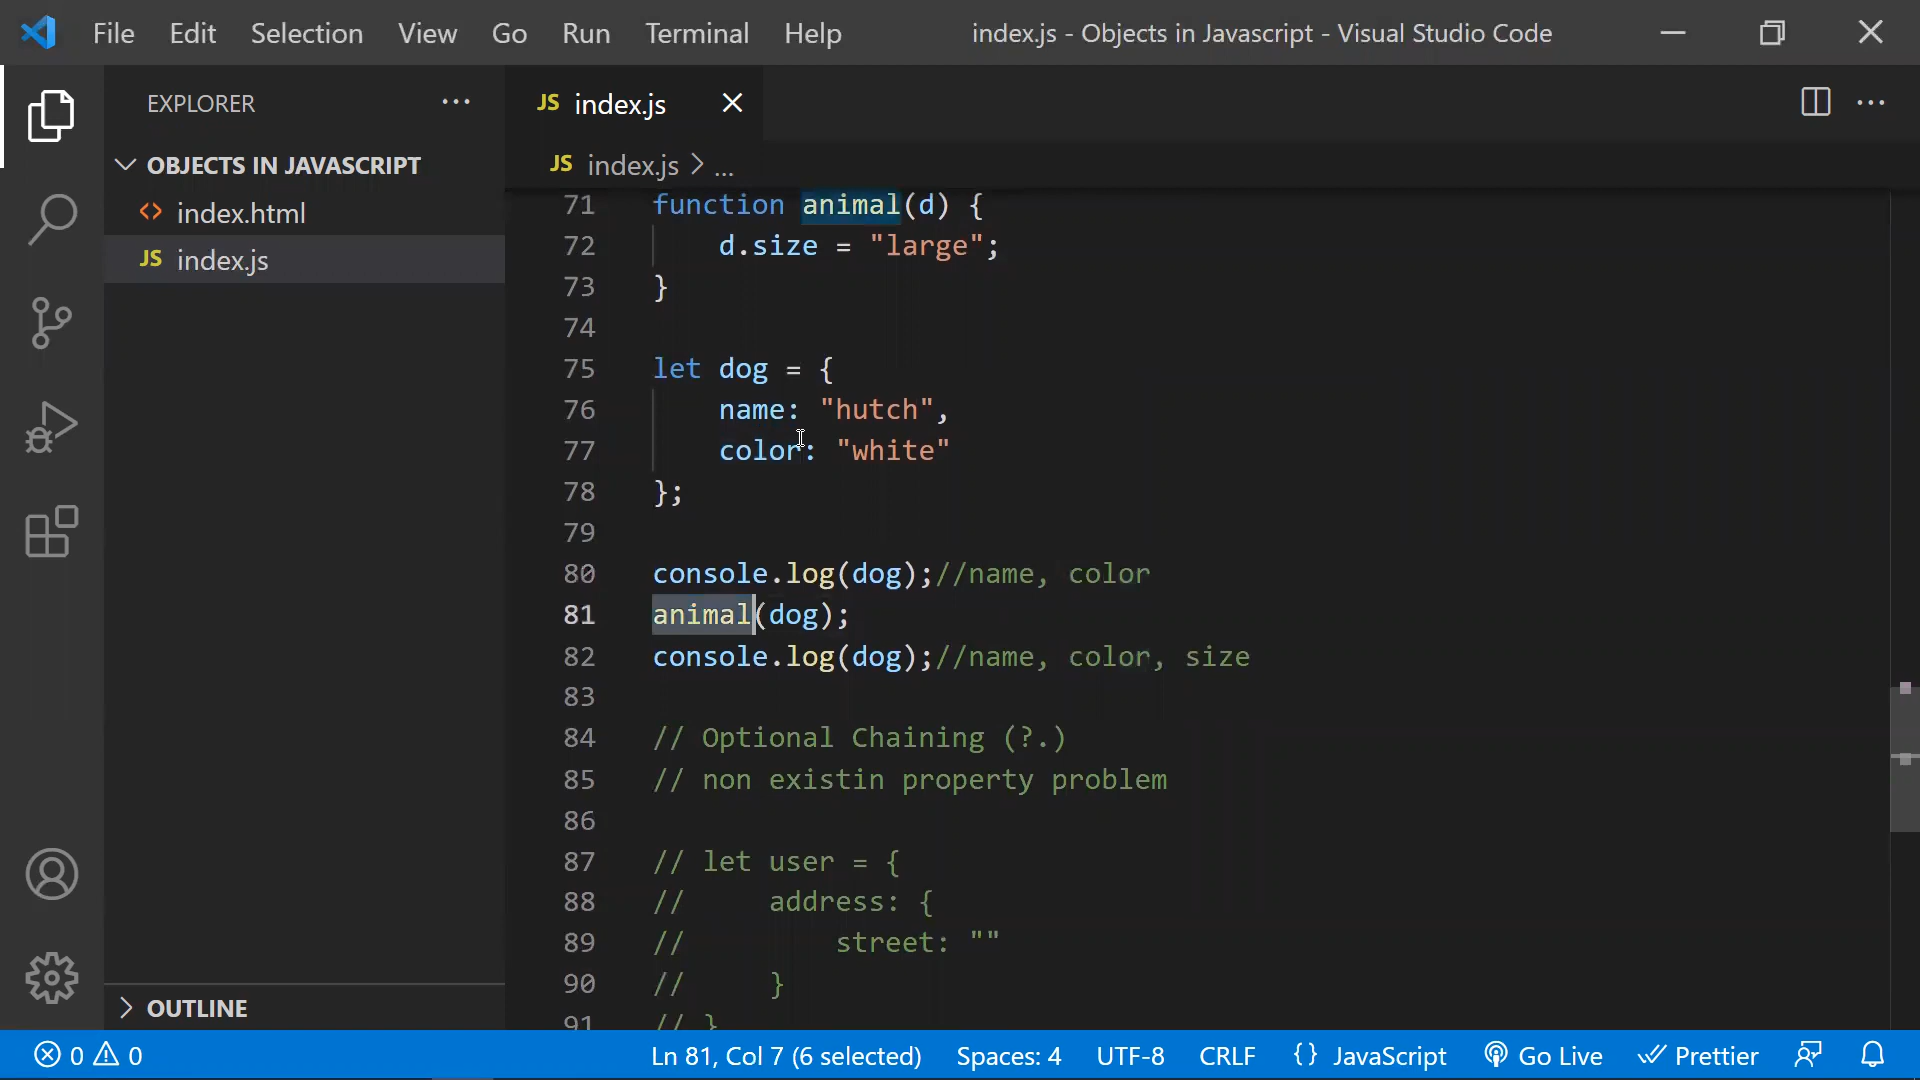 File Edit Selection View Go Run Terminal Help index.js - Objects in Javascript - Visual Studio Code
EXPLORER ···
OBJECTS IN JAVASCRIPT
<> index.html
JS index.js
JS index.js
JS index.js > ...
71 function animal(d) {
72     d.size = "large";
73 }
74
75 let dog = {
76     name: "hutch",
77     color: "white"
78 };
79
80 console.log(dog);//name, color
81 animal(dog);
82 console.log(dog);//name, color, size
83
84 // Optional Chaining (?.)
85 // non existin property problem
86
87 // let user = {
88 //     address: {
89 //         street: ""
90 //     }
91 // }
OUTLINE
0 0 Ln 81, Col 7 (6 selected) Spaces: 4 UTF-8 CRLF {} JavaScript Go Live Prettier